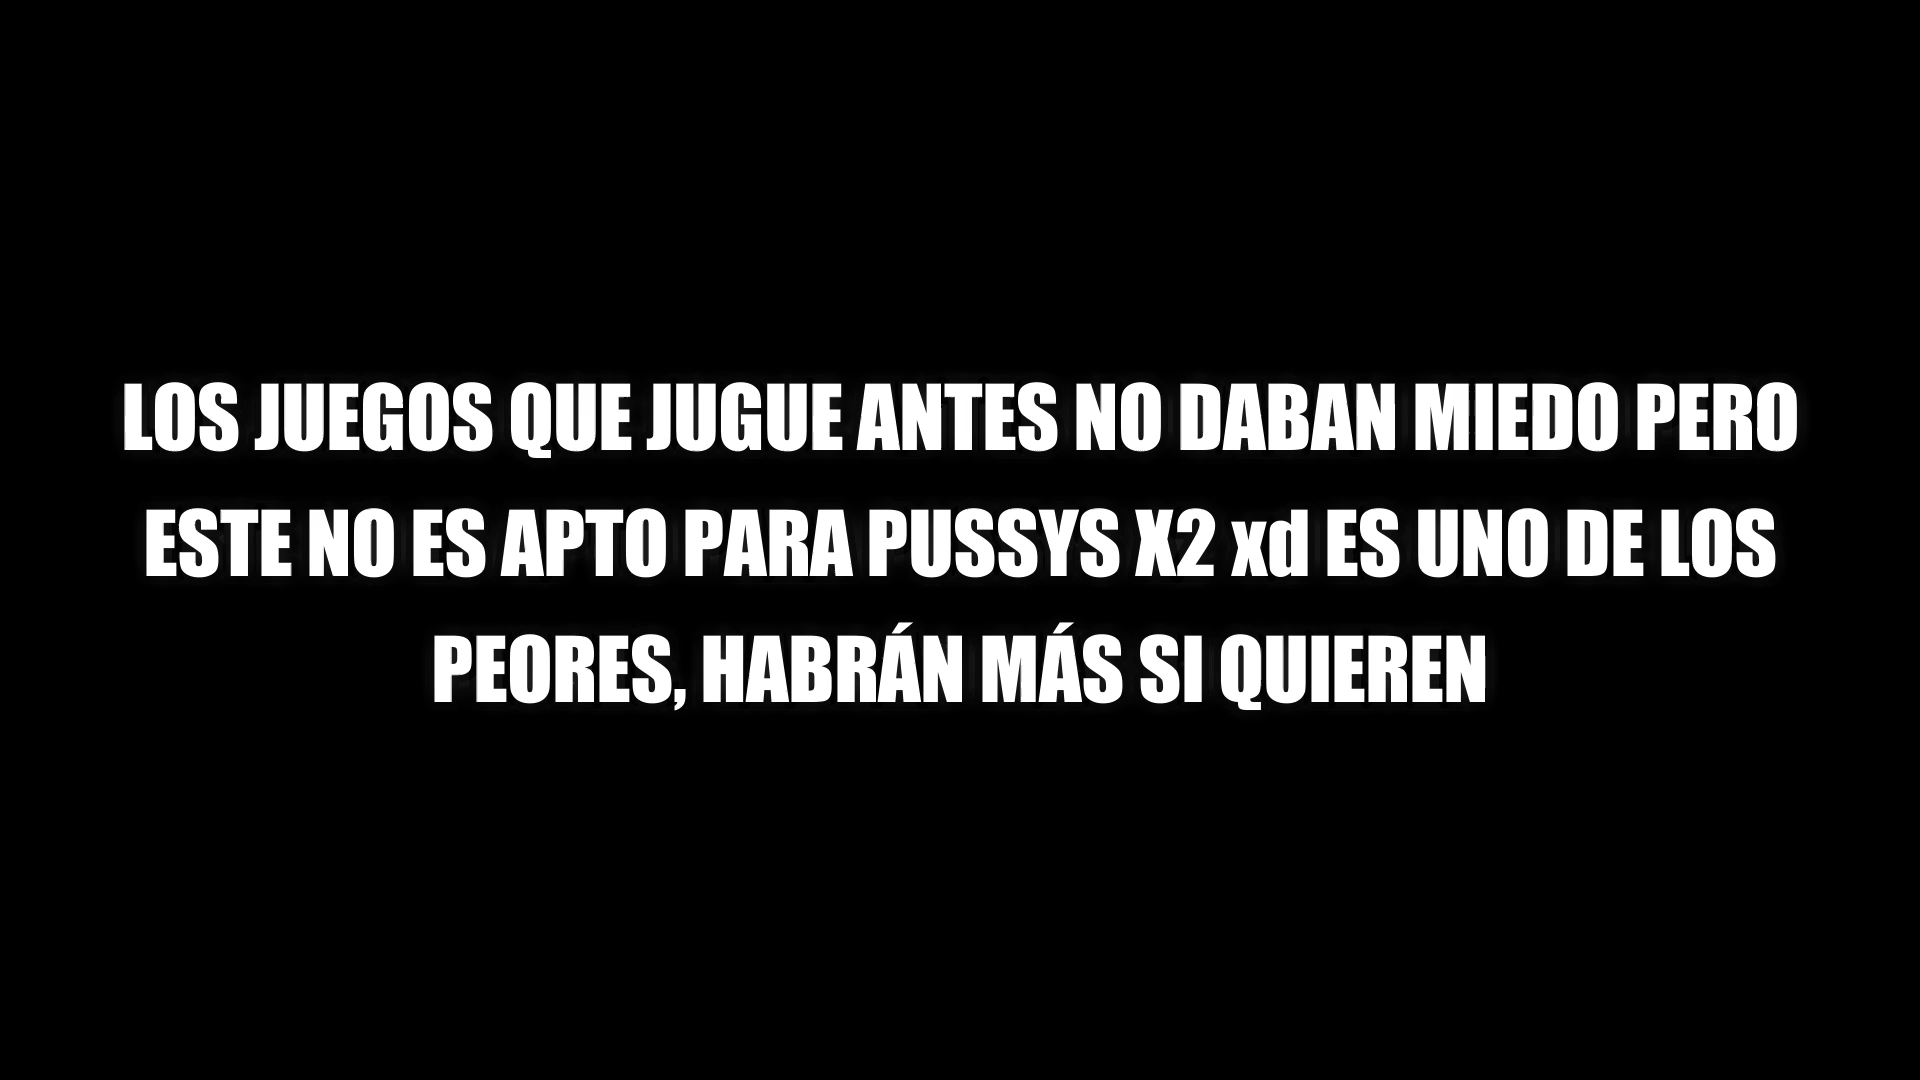 LOS JUEGOS QUE JUGUE ANTES NO DABAN MIEDO PERO
ESTE NO ES APTO PARA PUSSYS X2 xd ES UNO DE LOS
PEORES, HABRÁN MÁS SI QUIEREN